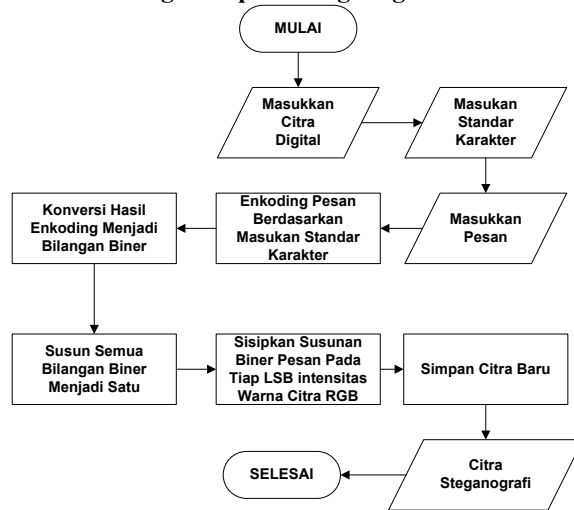 MULAI
Masukkan
Citra
Digital
Masukan
Standar
Karakter
Masukkan
Pesan
Enkoding Pesan
Berdasarkan
Masukan Standar
Karakter
Konversi Hasil
Enkoding Menjadi
Bilangan Biner
Susun Semua
Bilangan Biner
Menjadi Satu
Sisipkan Susunan
Biner Pesan Pada
Tiap LSB intensitas
Warna Citra RGB
Simpan Citra Baru
Citra
Steganografi
SELESAI